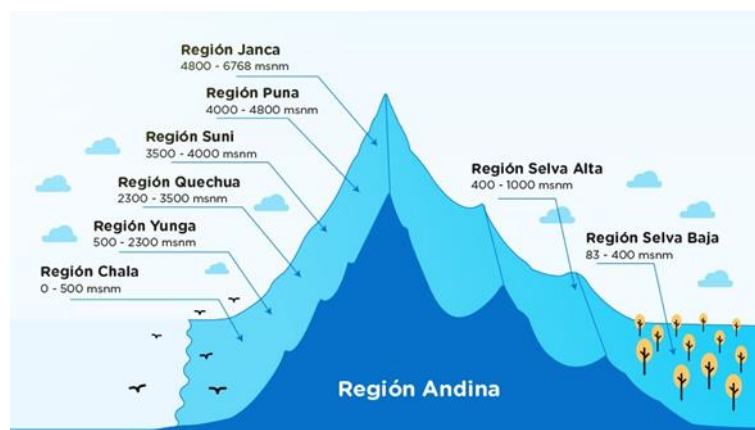 Región Janca
4800 - 6768 msnm
Región Puna
4000 - 4800 msnm
Región Suni
3500 - 4000 msnm
Región Quechua
2300 - 3500 msnm
Región Yunga
500 - 2300 msnm
Región Chala
0 - 500 msnm
Región Selva Alta
400 - 1000 msnm
Región Selva Baja
83 - 400 msnm
Región Andina